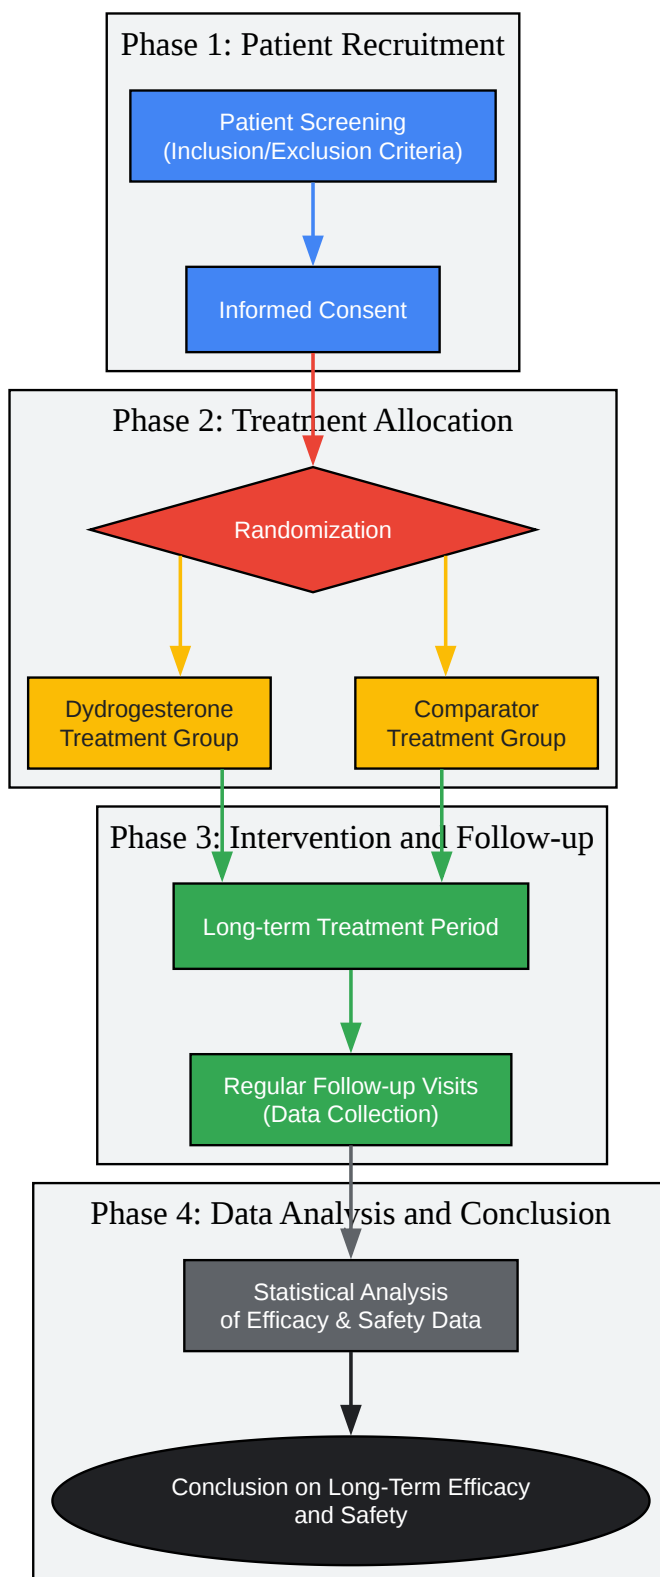 Phase 1: Patient Recruitment
Patient Screening
(Inclusion/Exclusion Criteria)
Informed Consent
Phase 2: Treatment Allocation
Randomization
Dydrogesterone
Treatment Group
Comparator
Treatment Group
Phase 3: Intervention and Follow-up
Long-term Treatment Period
Regular Follow-up Visits
(Data Collection)
Phase 4: Data Analysis and Conclusion
Statistical Analysis
of Efficacy & Safety Data
Conclusion on Long-Term Efficacy
and Safety